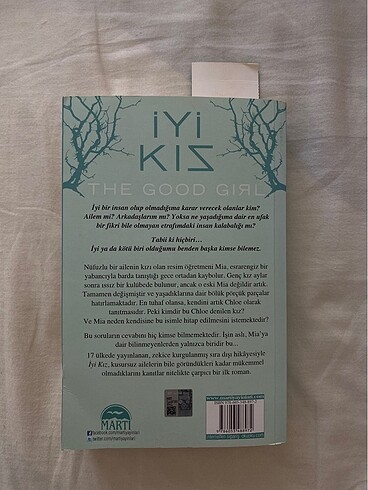 İYİ
KIZ
THE GOOD GIRL
İyi bir insan olup olmadığıma karar verecek olanlar kim?
Ailem mi? Arkadaşlarım mı? Yoksa ne yaşadığıma dair en ufak
bir fikri bile olmayan etrafımdaki insan kalabalığı mı?
Tabii ki hiçbiri...
İyi ya da kötü biri olduğumu benden başka kimse bilemez.
Nüfuzlu bir ailenin kızı olan resim öğretmeni Mia, esrarengiz bir
yabancıyla barda tanıştığı gece ortadan kaybolur. Genç kız aylar
sonra ıssız bir kulübede bulunur, ancak o eski Mia değildir artık.
Tamamen değişmiştir ve yaşadıklarına dair bölük pörçük parçalar
hatırlamaktadır. En tuhaf olansa, kendini artık Chloe olarak
tanıtmasıdır. Peki kimdir bu Chloe denilen kız?
Ve Mia neden kendisine bu isimle hitap edilmesini istemektedir?
Bu soruların cevabını hiç kimse bilmemektedir. İşin aslı, Mia'ya
dair bilinmeyenlerden yalnızca biridir bu...
17 ülkede yayınlanan, zekice kurgulanmış sıra dışı hikâyesiyle
İyi Kız, kusursuz ailelerin bile göründükleri kadar mükemmel
olmadıklarını kanıtlar nitelikte çarpıcı bir ilk roman.
MARTI